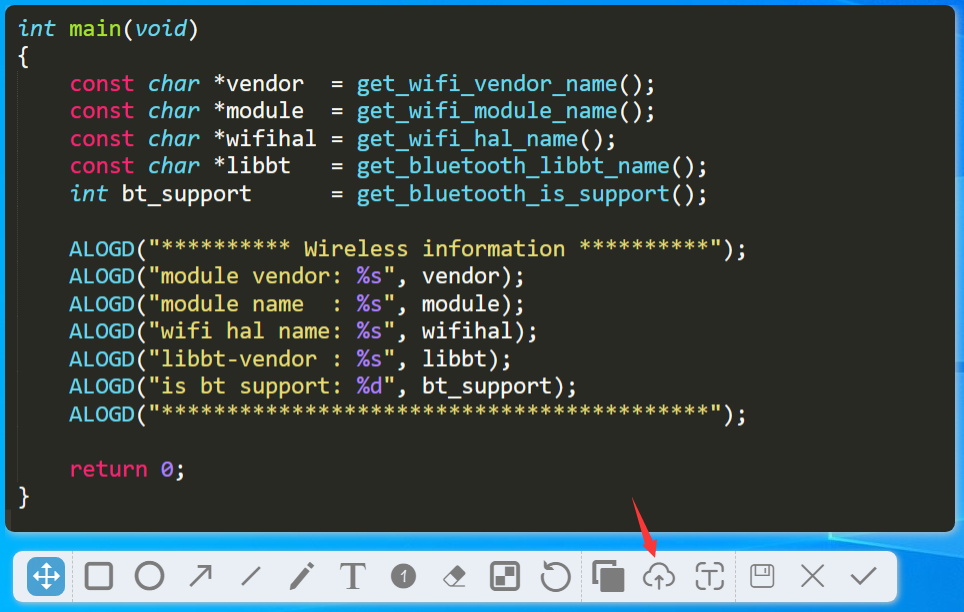 int main(void)
{
    const char *vendor  = get_wifi_vendor_name();
    const char *module  = get_wifi_module_name();
    const char *wifihal = get_wifi_hal_name();
    const char *libbt   = get_bluetooth_libbt_name();
    int bt_support      = get_bluetooth_is_support();

    ALOGD("********** Wireless information **********");
    ALOGD("module vendor: %s", vendor);
    ALOGD("module name  : %s", module);
    ALOGD("wifi hal name: %s", wifihal);
    ALOGD("libbt-vendor : %s", libbt);
    ALOGD("is bt support: %d", bt_support);
    ALOGD("******************************************");

    return 0;
}
T 1 T